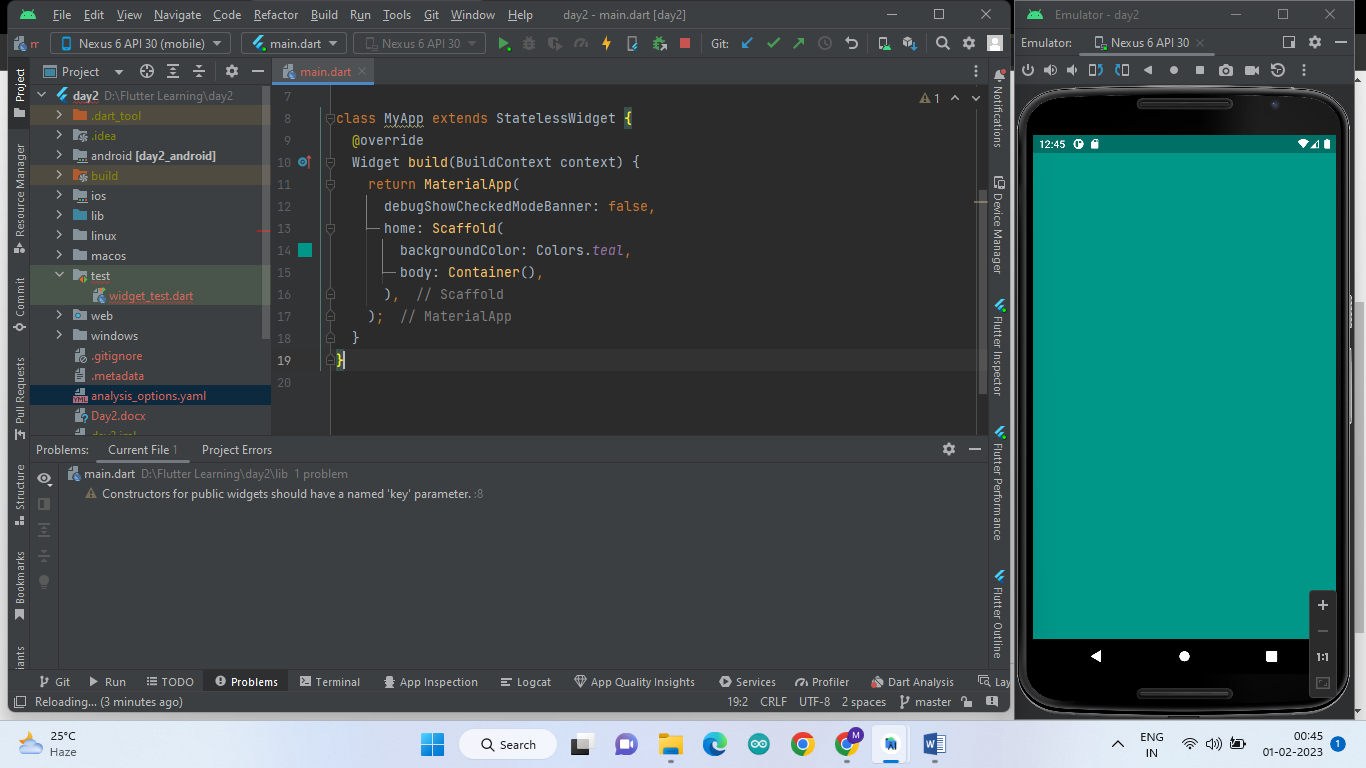 File Edit View Navigate Code Refactor Build Run Tools Git Window Help day2 - main.dart [day2]
Emulator - day2
Nexus 6 API 30 (mobile) main.dart Nexus 6 API 30 Git:
Emulator: Nexus 6 API 30
Project
main.dart
day2 D:\Flutter Learning\day2
.dart_tool
.idea
android [day2_android]
build
ios
lib
linux
macos
test
widget_test.dart
web
windows
.gitignore
.metadata
analysis_options.yaml
Day2.docx
Project
Resource Manager
Commit
Pull Requests
Structure
Bookmarks
7
8 class MyApp extends StatelessWidget {
9 @override
10 Widget build(BuildContext context) {
11 return MaterialApp(
12 debugShowCheckedModeBanner: false,
13 home: Scaffold(
14 backgroundColor: Colors.teal,
15 body: Container(),
16 ), // Scaffold
17 ); // MaterialApp
18 }
19 }
20
1
Notifications
Device Manager
Flutter Inspector
Flutter Performance
Flutter Outline
12:45
1:1
Problems: Current File 1 Project Errors
main.dart D:\Flutter Learning\day2\lib 1 problem
Constructors for public widgets should have a named 'key' parameter. :8
Git Run TODO Problems Terminal App Inspection Logcat App Quality Insights Services Profiler Dart Analysis
Reloading... (3 minutes ago) 19:2 CRLF UTF-8 2 spaces master
25°C
Haze
Search
M
ENG
IN
00:45
01-02-2023
1